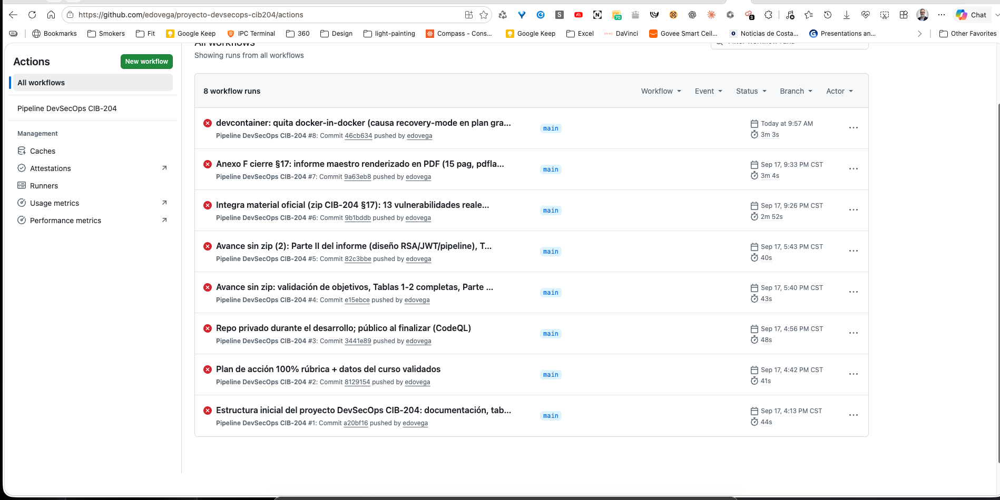 https://github.com/edovega/proyecto-devsecops-cib204/actions
S
N
70
3
Chat
Bookmarks
Smokers
Fit
Google Keep
IPC Terminal
360
Design
light-painting
Compass - Cons...
Google Keep
Excel
DaVinci
Govee Smart Ceil...
Noticias de Costa...
Presentations an...
Other Favorites
Actions
New workflow
All workflows
Pipeline DevSecOps CIB-204
Management
Caches
Attestations
Runners
Usage metrics
Performance metrics
All workflows
Showing runs from all workflows
8 workflow runs
Workflow
Event
Status
Branch
Actor
devcontainer: quita docker-in-docker (causa recovery-mode en plan gra...
Pipeline DevSecOps CIB-204 #8: Commit 46cb634 pushed by edovega
main
Today at 9:57 AM
3m 3s
Anexo F cierre §17: informe maestro renderizado en PDF (15 pag, pdfla...
Pipeline DevSecOps CIB-204 #7: Commit 9a63eb8 pushed by edovega
main
Sep 17, 9:33 PM CST
3m 4s
Integra material oficial (zip CIB-204 §17): 13 vulnerabilidades reale...
Pipeline DevSecOps CIB-204 #6: Commit 9b1bddb pushed by edovega
main
Sep 17, 9:26 PM CST
2m 52s
Avance sin zip (2): Parte II del informe (diseño RSA/JWT/pipeline), T...
Pipeline DevSecOps CIB-204 #5: Commit 82c3bbe pushed by edovega
main
Sep 17, 5:43 PM CST
40s
Avance sin zip: validación de objetivos, Tablas 1-2 completas, Parte ...
Pipeline DevSecOps CIB-204 #4: Commit e15ebce pushed by edovega
main
Sep 17, 5:40 PM CST
43s
Repo privado durante el desarrollo; público al finalizar (CodeQL)
Pipeline DevSecOps CIB-204 #3: Commit 3441e89 pushed by edovega
main
Sep 17, 4:56 PM CST
48s
Plan de acción 100% rúbrica + datos del curso validados
Pipeline DevSecOps CIB-204 #2: Commit 8129154 pushed by edovega
main
Sep 17, 4:42 PM CST
41s
Estructura inicial del proyecto DevSecOps CIB-204: documentación, tab...
Pipeline DevSecOps CIB-204 #1: Commit a20bf16 pushed by edovega
main
Sep 17, 4:13 PM CST
44s